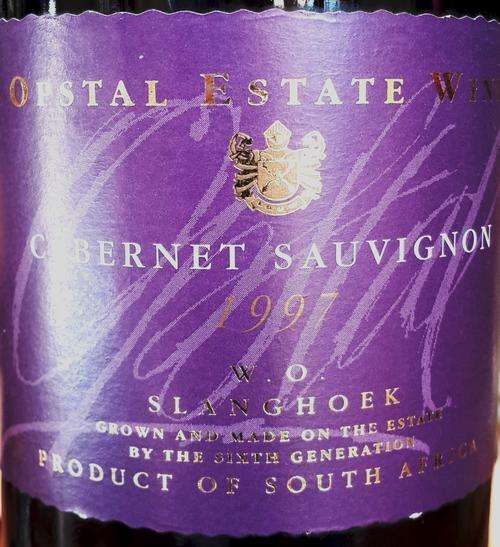 OPSTAL ESTATE
CABERNET SAUVIGNON
1997
W.O.
SLANGHOEK
GROWN AND MADE ON THE ESTATE
BY THE SIXTH GENERATION
PRODUCT OF SOUTH AFRICA